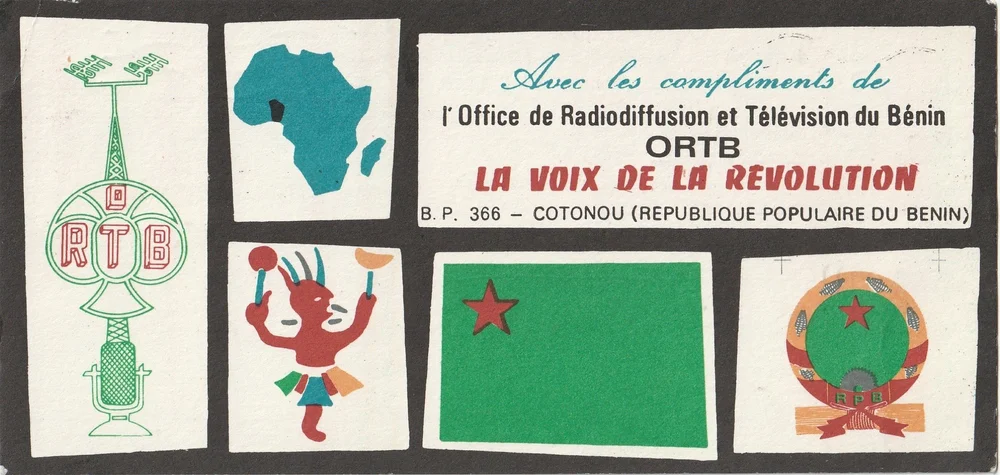 O
RTB
Avec les compliments de
l'Office de Radiodiffusion et Télévision du Bénin
ORTB
LA VOIX DE LA REVOLUTION
B. P. 366 – COTONOU (REPUBLIQUE POPULAIRE DU BENIN)
RPB